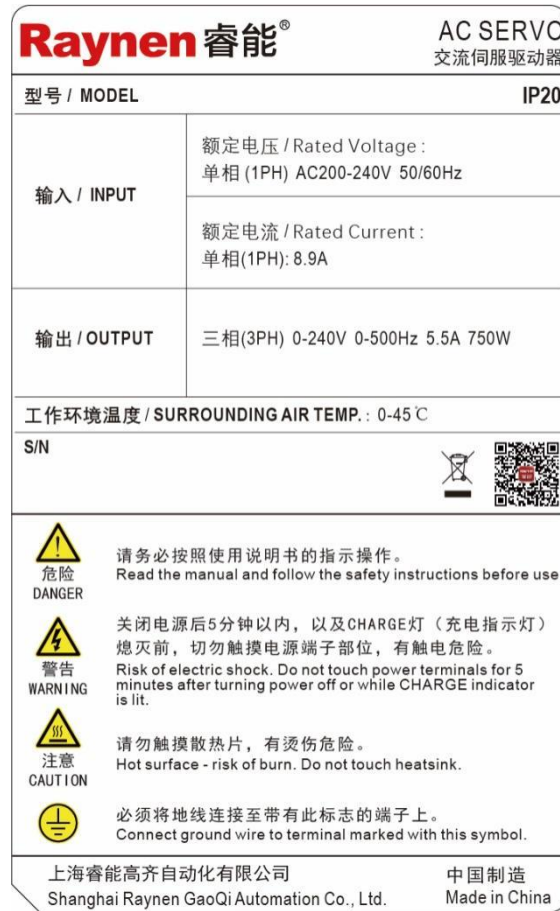 Raynen 睿能®
AC SERVO
交流伺服驱动器
型号 / MODEL
IP20
输入 / INPUT
额定电压 / Rated Voltage :
单相 (1PH) AC200-240V 50/60Hz
额定电流 / Rated Current :
单相(1PH): 8.9A
输出 / OUTPUT
三相(3PH) 0-240V 0-500Hz 5.5A 750W
工作环境温度 / SURROUNDING AIR TEMP. : 0-45℃
S/N
危险
DANGER
请务必按照使用说明书的指示操作。
Read the manual and follow the safety instructions before use
警告
WARNING
关闭电源后5分钟以内，以及CHARGE灯（充电指示灯）
熄灭前，切勿触摸电源端子部位，有触电危险。
Risk of electric shock. Do not touch power terminals for 5
minutes after turning power off or while CHARGE indicator
is lit.
注意
CAUTION
请勿触摸散热片，有烫伤危险。
Hot surface - risk of burn. Do not touch heatsink.
必须将地线连接至带有此标志的端子上。
Connect ground wire to terminal marked with this symbol.
上海睿能高齐自动化有限公司
Shanghai Raynen GaoQi Automation Co., Ltd.
中国制造
Made in China